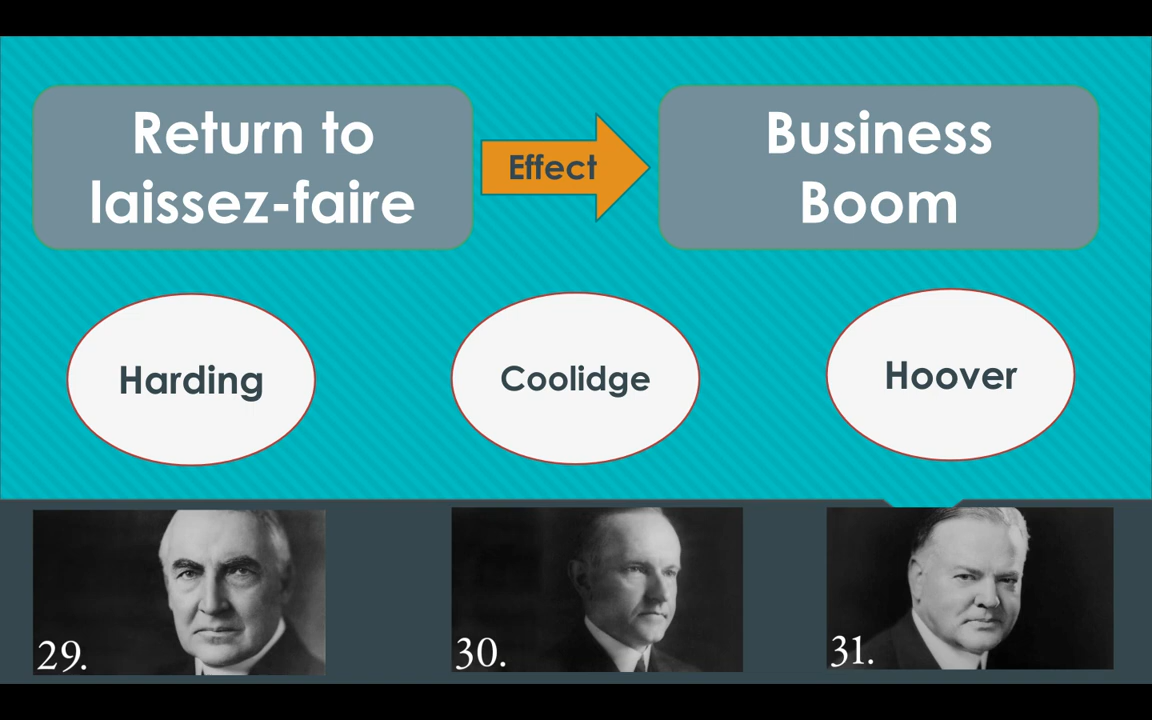 Return to
laissez-faire
Effect
Business
Boom
Harding
Coolidge
Hoover
29.
30.
31.